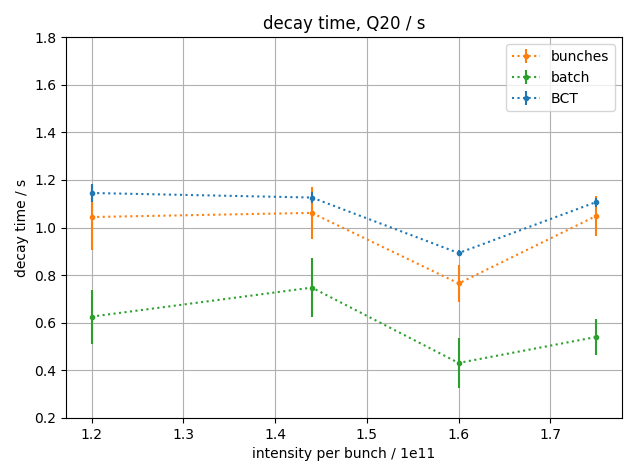 decay time, Q20 / s
bunches
batch
BCT
decay time / s
1.8
1.6
1.4
1.2
1.0
0.8
0.6
0.4
0.2
1.2 1.3 1.4 1.5 1.6 1.7
intensity per bunch / 1e11